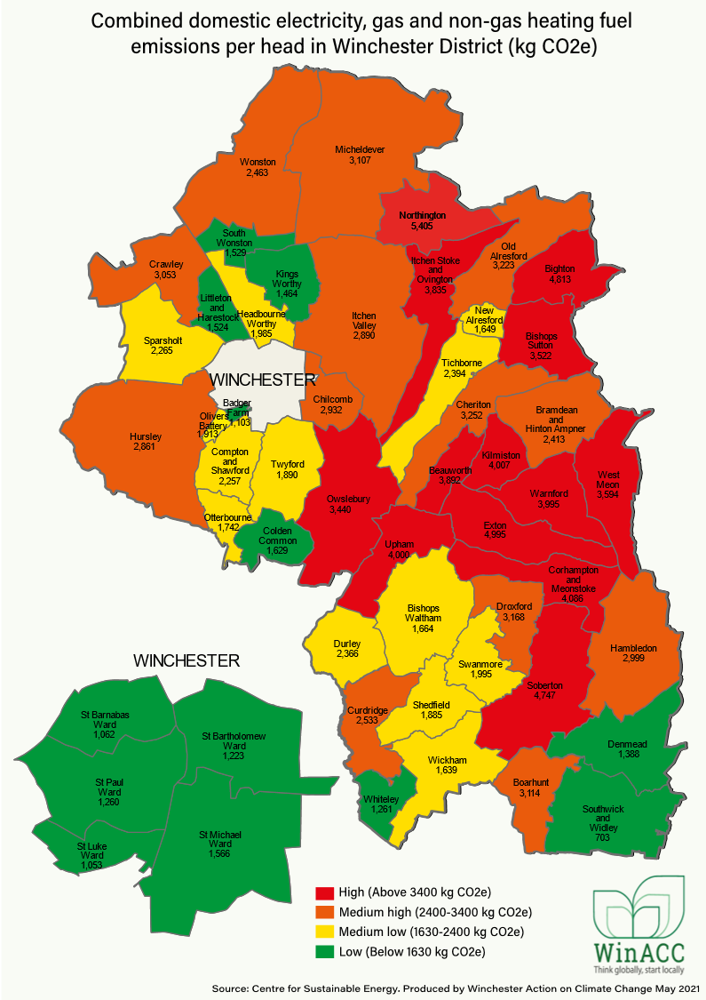 Combined domestic electricity, gas and non-gas heating fuel
emissions per head in Winchester District (kg CO2e)
Micheldever
3,107
Wonston
2,463
Northington
5,405
South
Wonston
1,529
Old
Alresford
3,223
Crawley
3,053
Itchen Stoke
and
Ovington
3,835
Bighton
4,813
Kings
Worthy
1,464
Littleton
and
Harestock
1,524
Headbourne
Worthy
1,985
Itchen
Valley
2,890
New
Alresford
1,649
Sparsholt
2,265
Bishops
Sutton
3,522
Tichborne
2,394
WINCHESTER
Chilcomb
2,932
Badger
Farm
1,103
Olivers
Battery
1,913
Cheriton
3,252
Bramdean
and
Hinton Ampner
2,413
Hursley
2,861
Compton
and
Shawford
2,257
Twyford
1,890
Kilmiston
4,007
Beauworth
3,892
West
Meon
3,594
Warnford
3,995
Owslebury
3,440
Otterbourne
1,742
Colden
Common
1,629
Exton
4,995
Upham
4,000
Corhampton
and
Meonstoke
4,086
Bishops
Waltham
1,664
Droxford
3,168
Durley
2,366
Hambledon
2,999
Swanmore
1,995
Soberton
4,747
Curdridge
2,533
Shedfield
1,885
Wickham
1,639
Denmead
1,388
Boarhunt
3,114
Whiteley
1,261
Southwick
and
Widley
703
WINCHESTER
St Barnabas
Ward
1,062
St Bartholomew
Ward
1,223
St Paul
Ward
1,260
St Luke
Ward
1,053
St Michael
Ward
1,566
High (Above 3400 kg CO2e)
Medium high (2400-3400 kg CO2e)
Medium low (1630-2400 kg CO2e)
Low (Below 1630 kg CO2e)
WinACC
Think globally, start locally
Source: Centre for Sustainable Energy. Produced by Winchester Action on Climate Change May 2021